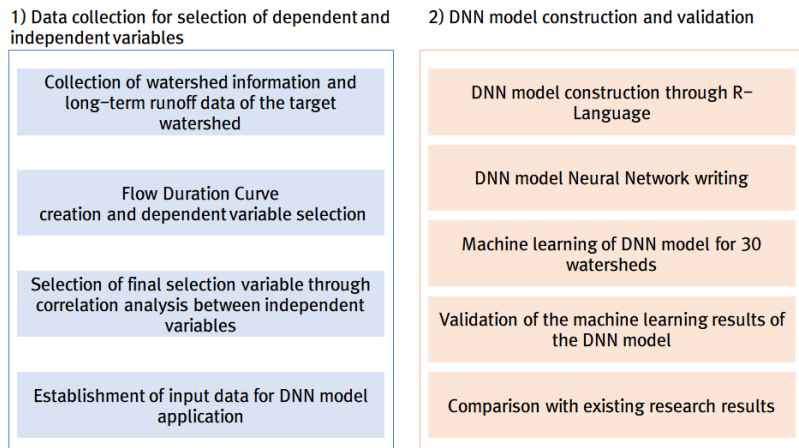 1) Data collection for selection of dependent and
independent variables
Collection of watershed information and
long-term runoff data of the target
watershed
Flow Duration Curve
creation and dependent variable selection
Selection of final selection variable through
correlation analysis between independent
variables
Establishment of input data for DNN model
application
2) DNN model construction and validation
DNN model construction through R-
Language
DNN model Neural Network writing
Machine learning of DNN model for 30
watersheds
Validation of the machine learning results of
the DNN model
Comparison with existing research results